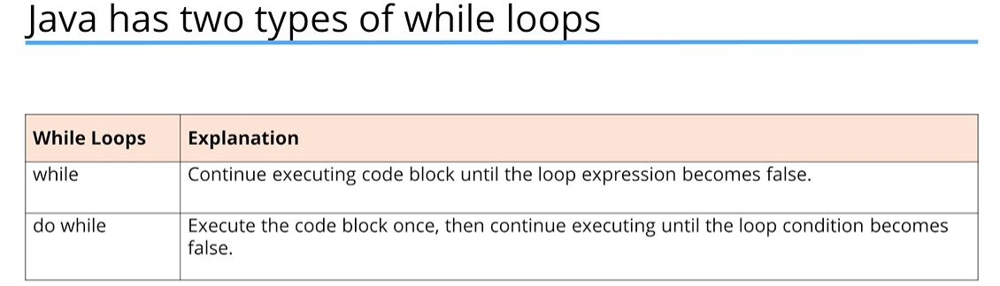 Java has two types of while loops
While Loops Explanation
while Continue executing code block until the loop expression becomes false.
do while Execute the code block once, then continue executing until the loop condition becomes
false.